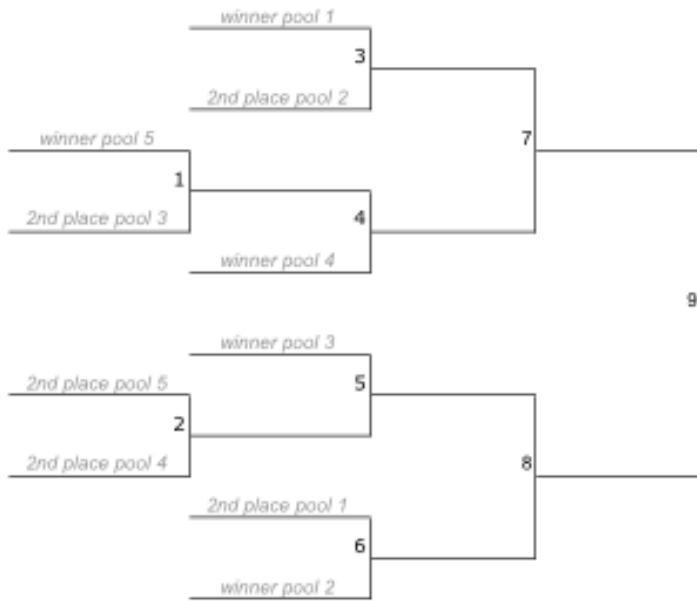 winner pool 1
3
2nd place pool 2
winner pool 5
7
1
2nd place pool 3
4
winner pool 4
9
winner pool 3
2nd place pool 5
5
2
2nd place pool 4
8
2nd place pool 1
6
winner pool 2